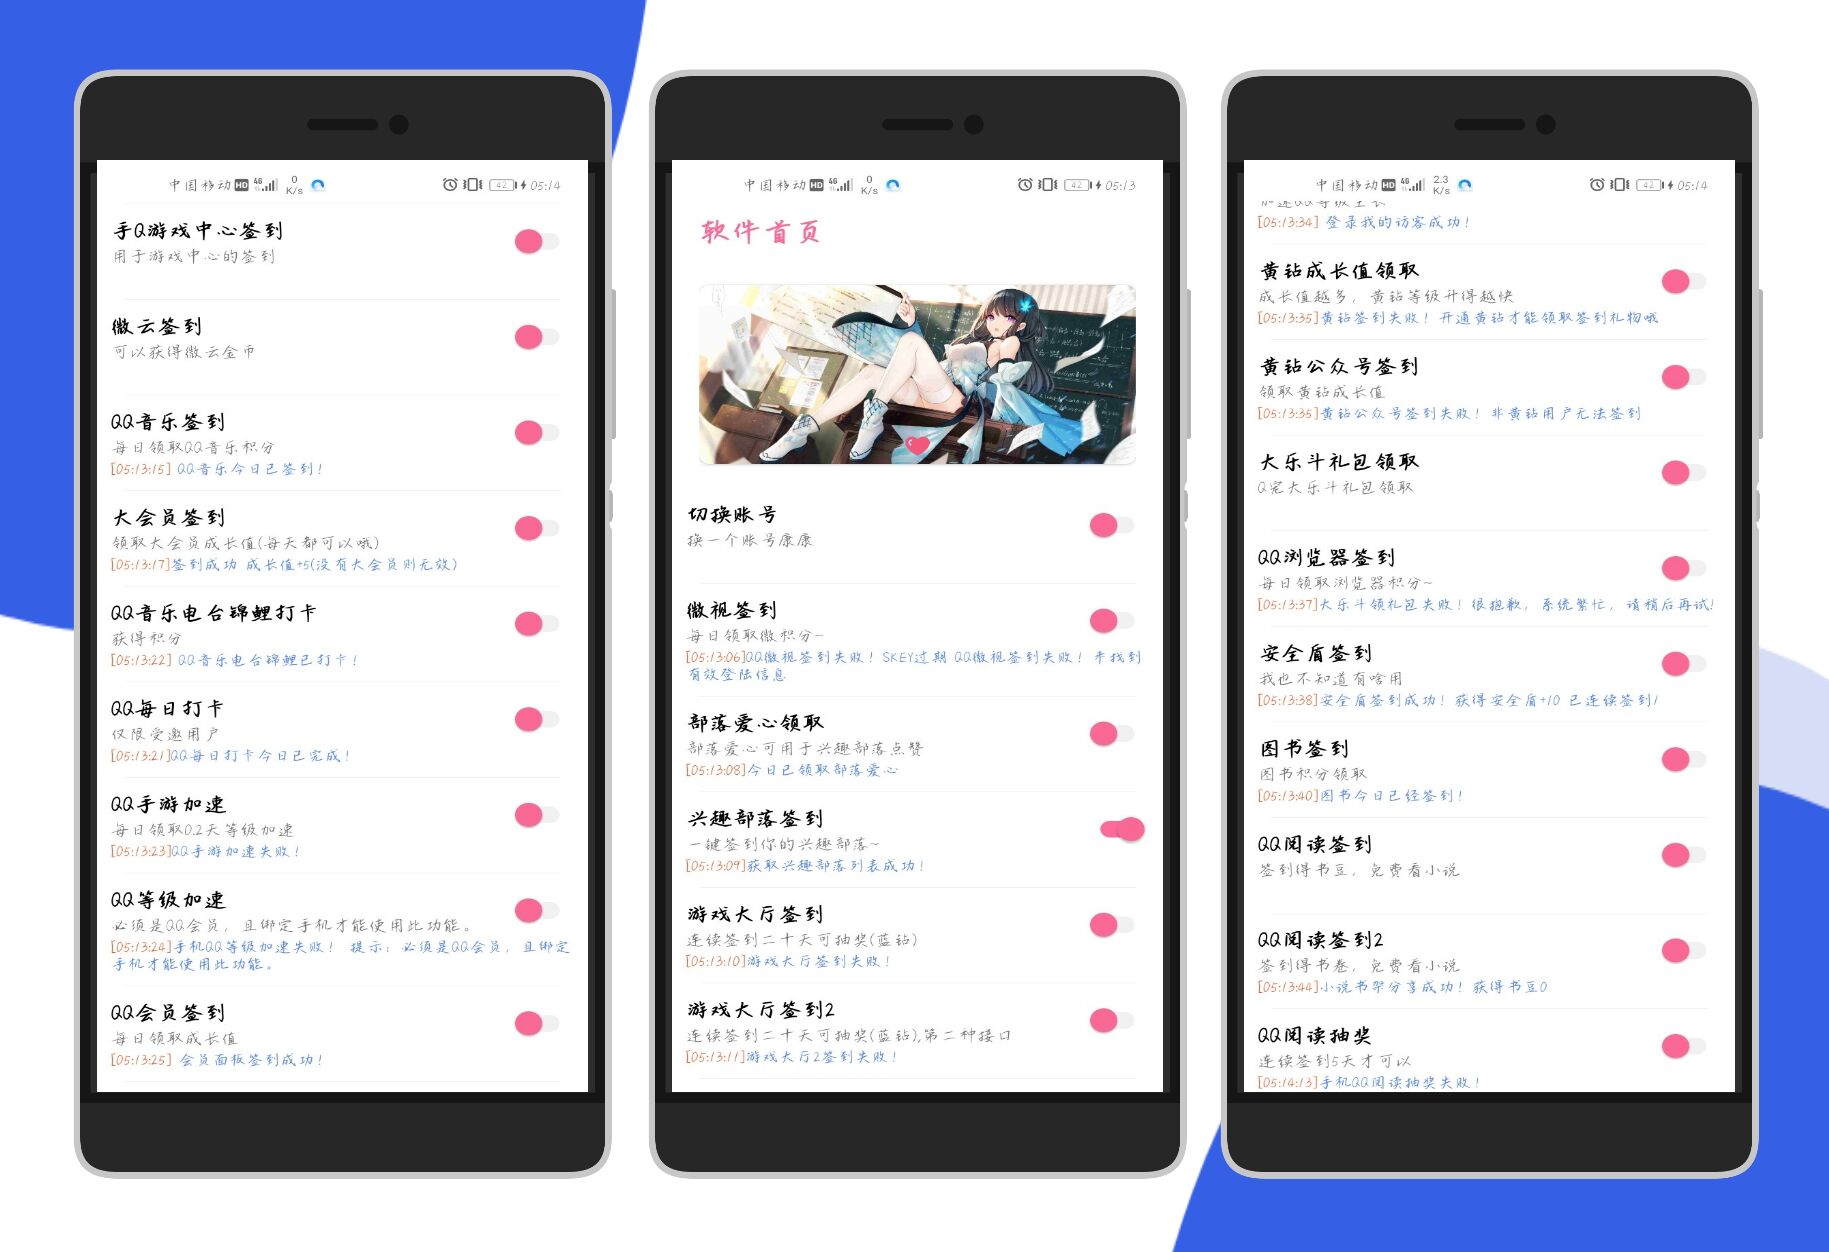 中国移动 HD 4G 0 K/s 42 05:14
手Q游戏中心签到
用于游戏中心的签到
微云签到
可以获得微云金币
QQ音乐签到
每日领取QQ音乐积分
[05:13:15] QQ音乐今日已签到!
大会员签到
领取大会员成长值(每天都可以哦)
[05:13:17]签到成功 成长值+5(没有大会员则无效)
QQ音乐电台锦鲤打卡
获得积分
[05:13:22] QQ音乐电台锦鲤已打卡!
QQ每日打卡
仅限受邀用户
[05:13:21]QQ每日打卡今日已完成!
QQ手游加速
每日领取0.2天等级加速
[05:13:23]QQ手游加速失败!
QQ等级加速
必须是QQ会员，且绑定手机才能使用此功能。
[05:13:24]手机QQ等级加速失败! 提示：必须是QQ会员，且绑定
手机才能使用此功能。
QQ会员签到
每日领取成长值
[05:13:25] 会员面板签到成功!
中国移动 HD 4G 0 K/s 42 05:13
软件首页
切换账号
换一个账号康康
微视签到
每日领取微积分~
[05:13:06]QQ微视签到失败! SKEY过期 QQ微视签到失败! 未找到
有效登陆信息
部落爱心领取
部落爱心可用于兴趣部落点赞
[05:13:08]今日已领取部落爱心
兴趣部落签到
一键签到你的兴趣部落~
[05:13:09]获取兴趣部落列表成功!
游戏大厅签到
连续签到二十天可抽奖(蓝钻)
[05:13:10]游戏大厅签到失败!
游戏大厅签到2
连续签到二十天可抽奖(蓝钻),第二种接口
[05:13:11]游戏大厅2签到失败!
中国移动 HD 4G 2.3 K/s 42 05:14
加速QQ等级生长
[05:13:34] 登录我的访客成功!
黄钻成长值领取
成长值越多，黄钻等级升得越快
[05:13:35]黄钻签到失败! 开通黄钻才能领取签到礼物哦
黄钻公众号签到
领取黄钻成长值
[05:13:35]黄钻公众号签到失败! 非黄钻用户无法签到
大乐斗礼包领取
Q宠大乐斗礼包领取
QQ浏览器签到
每日领取浏览器积分~
[05:13:37]大乐斗领礼包失败! 很抱歉，系统繁忙，请稍后再试!
安全盾签到
我也不知道有啥用
[05:13:38]安全盾签到成功! 获得安全盾+10 已连续签到1
图书签到
图书积分领取
[05:13:40]图书今日已经签到!
QQ阅读签到
签到得书豆，免费看小说
QQ阅读签到2
签到得书卷，免费看小说
[05:13:44]小说书架分享成功! 获得书豆0
QQ阅读抽奖
连续签到5天才可以
[05:14:13]手机QQ阅读抽奖失败!